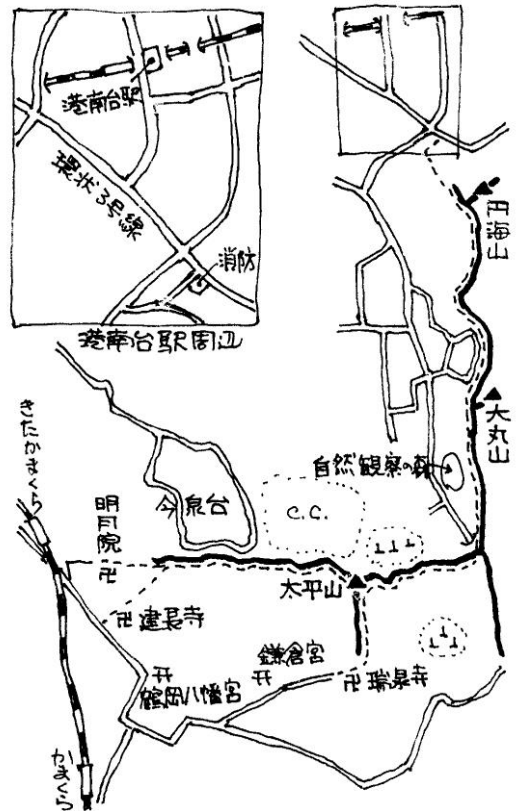 港南台駅
環状3号線
消防
港南台駅周辺
円海山
大丸山
自然観察の森
きたかまくら
明月院
今泉台
C.C.
太平山
卍建長寺
鎌倉宮
鶴岡八幡宮
卍瑞泉寺
かまくら